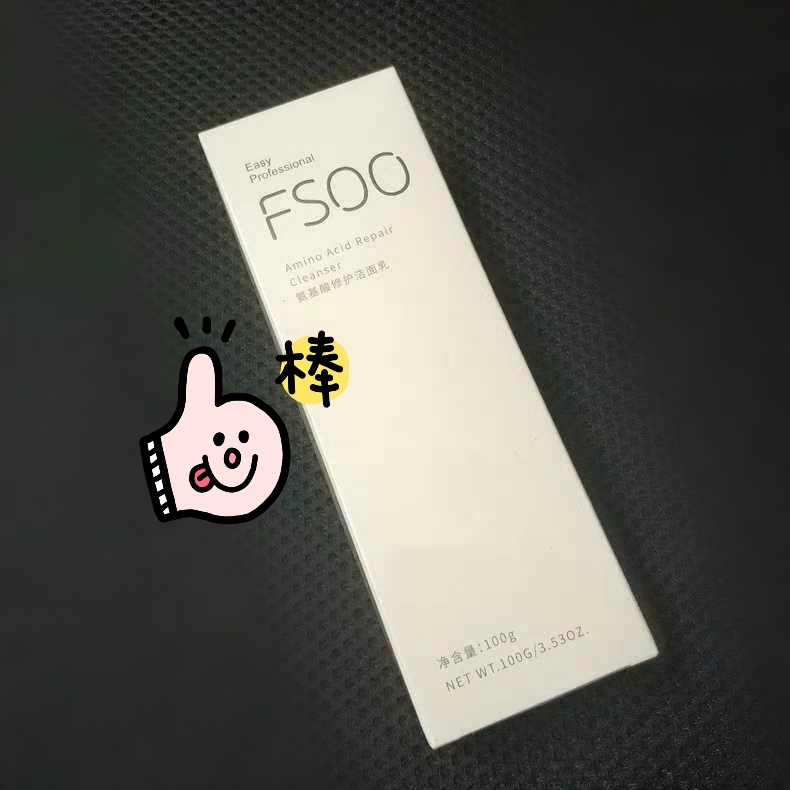 Easy
Professional
FSOO
Amino Acid Repair
Cleanser
氨基酸修护洁面乳
棒
净含量:100g
NET WT.100G/3.53OZ.